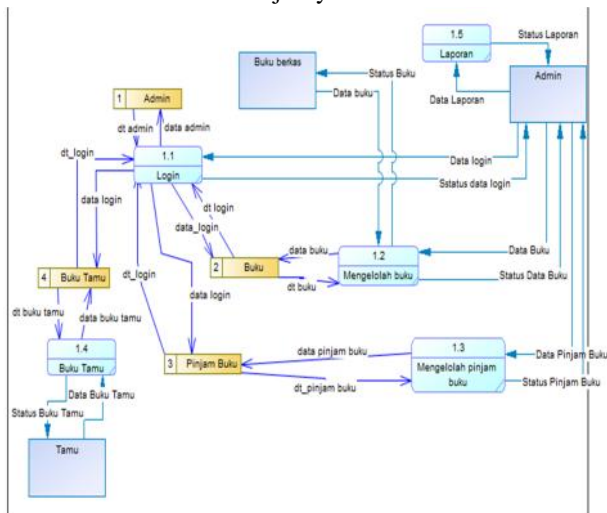 1.5
Laporan
Status Laporan
Buku berkas
Status Buku
Data buku
Data Laporan
Admin
1 Admin
dt admin
data admin
dt_login
1.1
Login
Data login
Sstatus data login
data login
data_login
dt login
2 Buku
data buku
dt buku
1.2
Mengelolah buku
Data Buku
Status Data Buku
4 Buku Tamu
dt_login
data login
dt buku tamu
data buku tamu
1.4
Buku Tamu
3 Pinjam Buku
data pinjam buku
dt_pinjam buku
1.3
Mengelolah pinjam
buku
Data Pinjam Buku
Status Pinjam Buku
Data Buku Tamu
Status Buku Tamu
Tamu